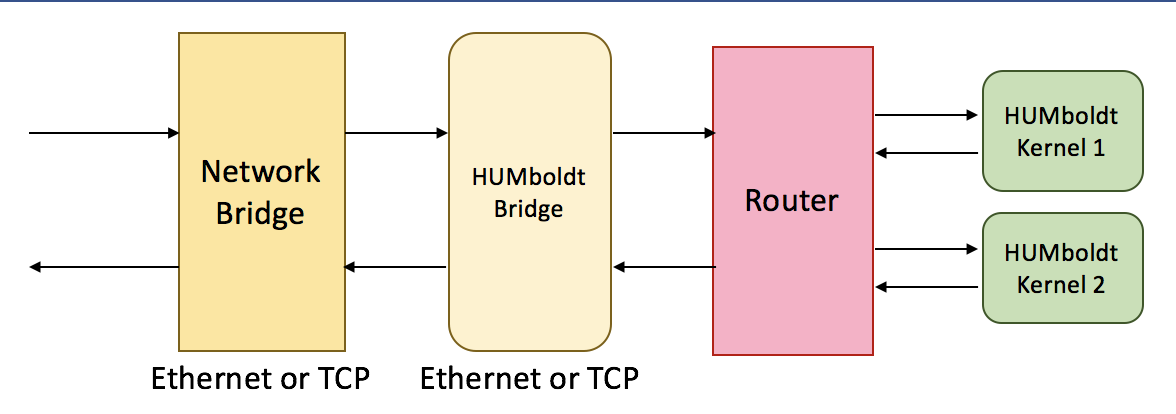 Network
Bridge
HUMboldt
Bridge
Router
HUMboldt
Kernel 1
HUMboldt
Kernel 2
Ethernet or TCP
Ethernet or TCP